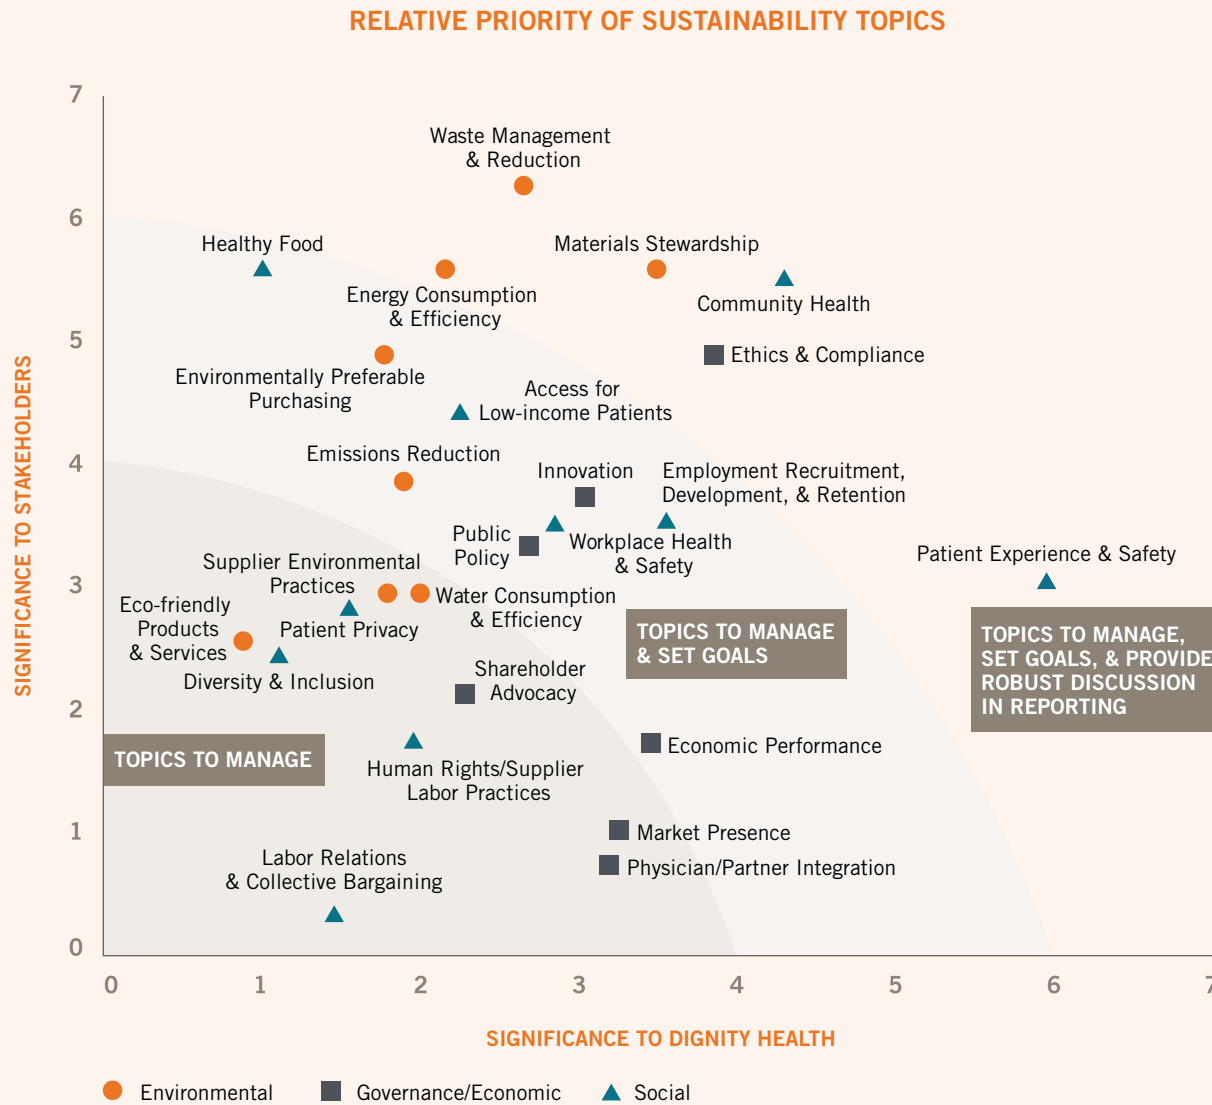 RELATIVE PRIORITY OF SUSTAINABILITY TOPICS
7
Waste Management
& Reduction
6
Healthy Food
Materials Stewardship
Energy Consumption
& Efficiency
Community Health
5
Ethics & Compliance
Environmentally Preferable
Purchasing
Access for
Low-income Patients
4
Emissions Reduction
Innovation
Employment Recruitment,
Development, & Retention
Public
Policy
Workplace Health
& Safety
Patient Experience & Safety
3
Supplier Environmental
Practices
Water Consumption
& Efficiency
Eco-friendly
Products
& Services
Patient Privacy
TOPICS TO MANAGE
& SET GOALS
TOPICS TO MANAGE,
SET GOALS, & PROVIDE
ROBUST DISCUSSION
IN REPORTING
Diversity & Inclusion
Shareholder
Advocacy
2
TOPICS TO MANAGE
Economic Performance
Human Rights/Supplier
Labor Practices
1
Market Presence
Physician/Partner Integration
Labor Relations
& Collective Bargaining
0
SIGNIFICANCE TO STAKEHOLDERS
0 1 2 3 4 5 6 7
SIGNIFICANCE TO DIGNITY HEALTH
Environmental Governance/Economic Social